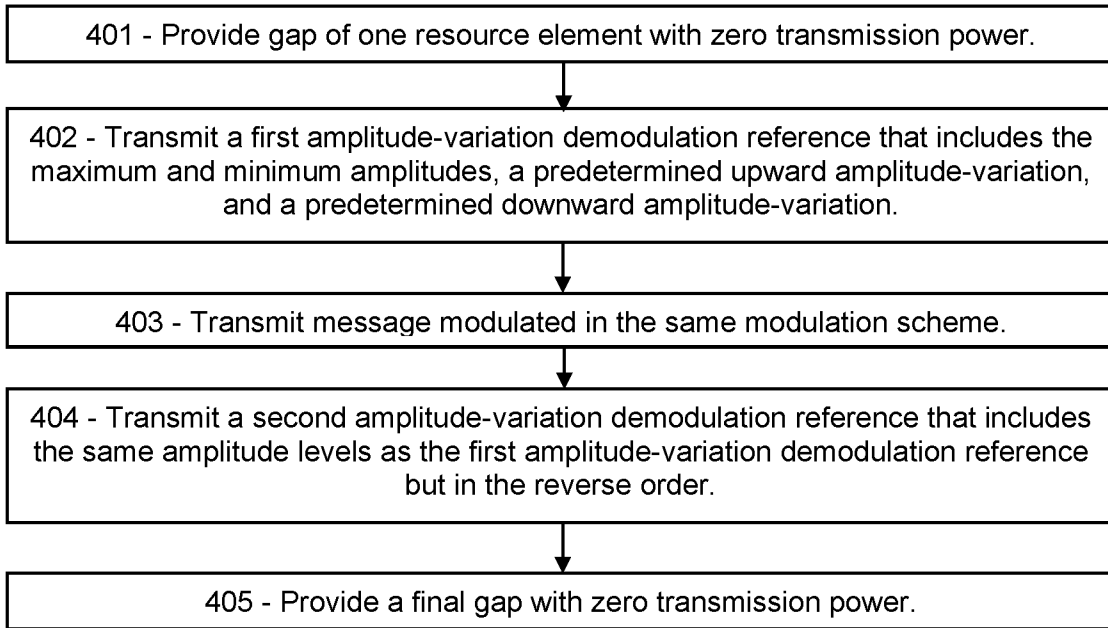 401 - Provide gap of one resource element with zero transmission power.
402 - Transmit a first amplitude-variation demodulation reference that includes the
maximum and minimum amplitudes, a predetermined upward amplitude-variation,
and a predetermined downward amplitude-variation.
403 - Transmit message modulated in the same modulation scheme.
404 - Transmit a second amplitude-variation demodulation reference that includes
the same amplitude levels as the first amplitude-variation demodulation reference
but in the reverse order.
405 - Provide a final gap with zero transmission power.